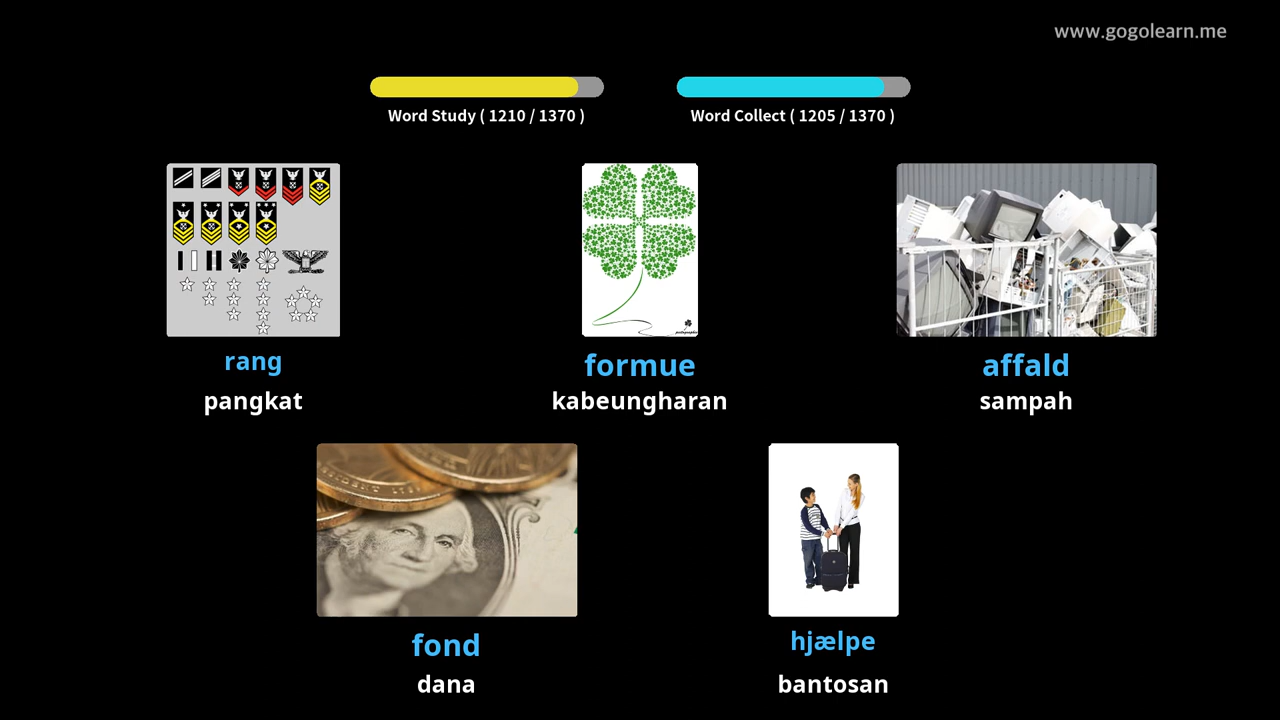 www.gogolearn.me
Word Study ( 1210 / 1370 )
Word Collect ( 1205 / 1370 )
rang
pangkat
formue
kabeungharan
affald
sampah
fond
dana
hjælpe
bantosan